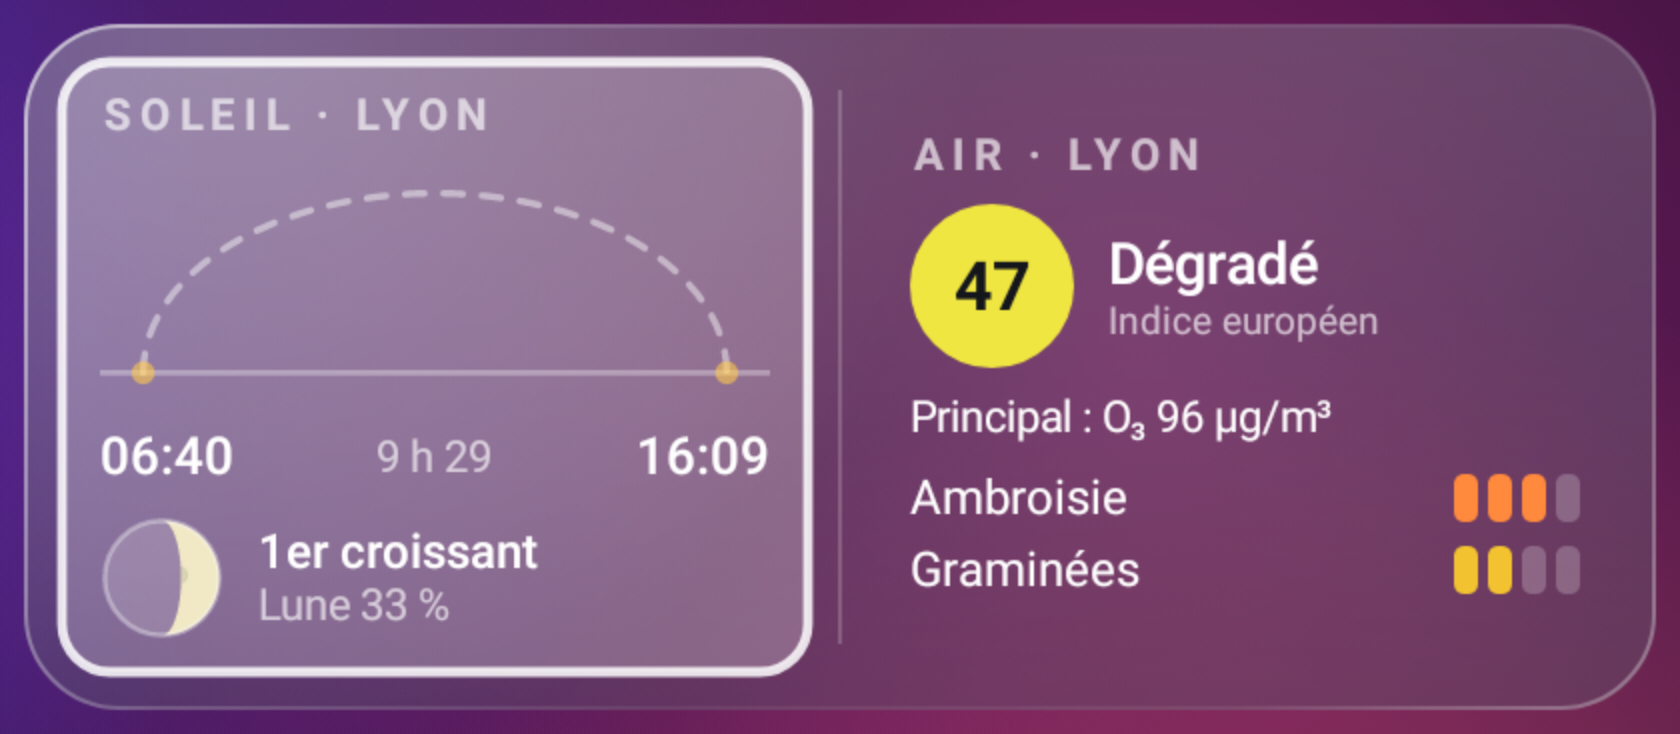 SOLEIL · LYON
06:40 9 h 29 16:09
1er croissant
Lune 33 %
AIR · LYON
47
Dégradé
Indice européen
Principal : O₃ 96 µg/m³
Ambroisie
Graminées